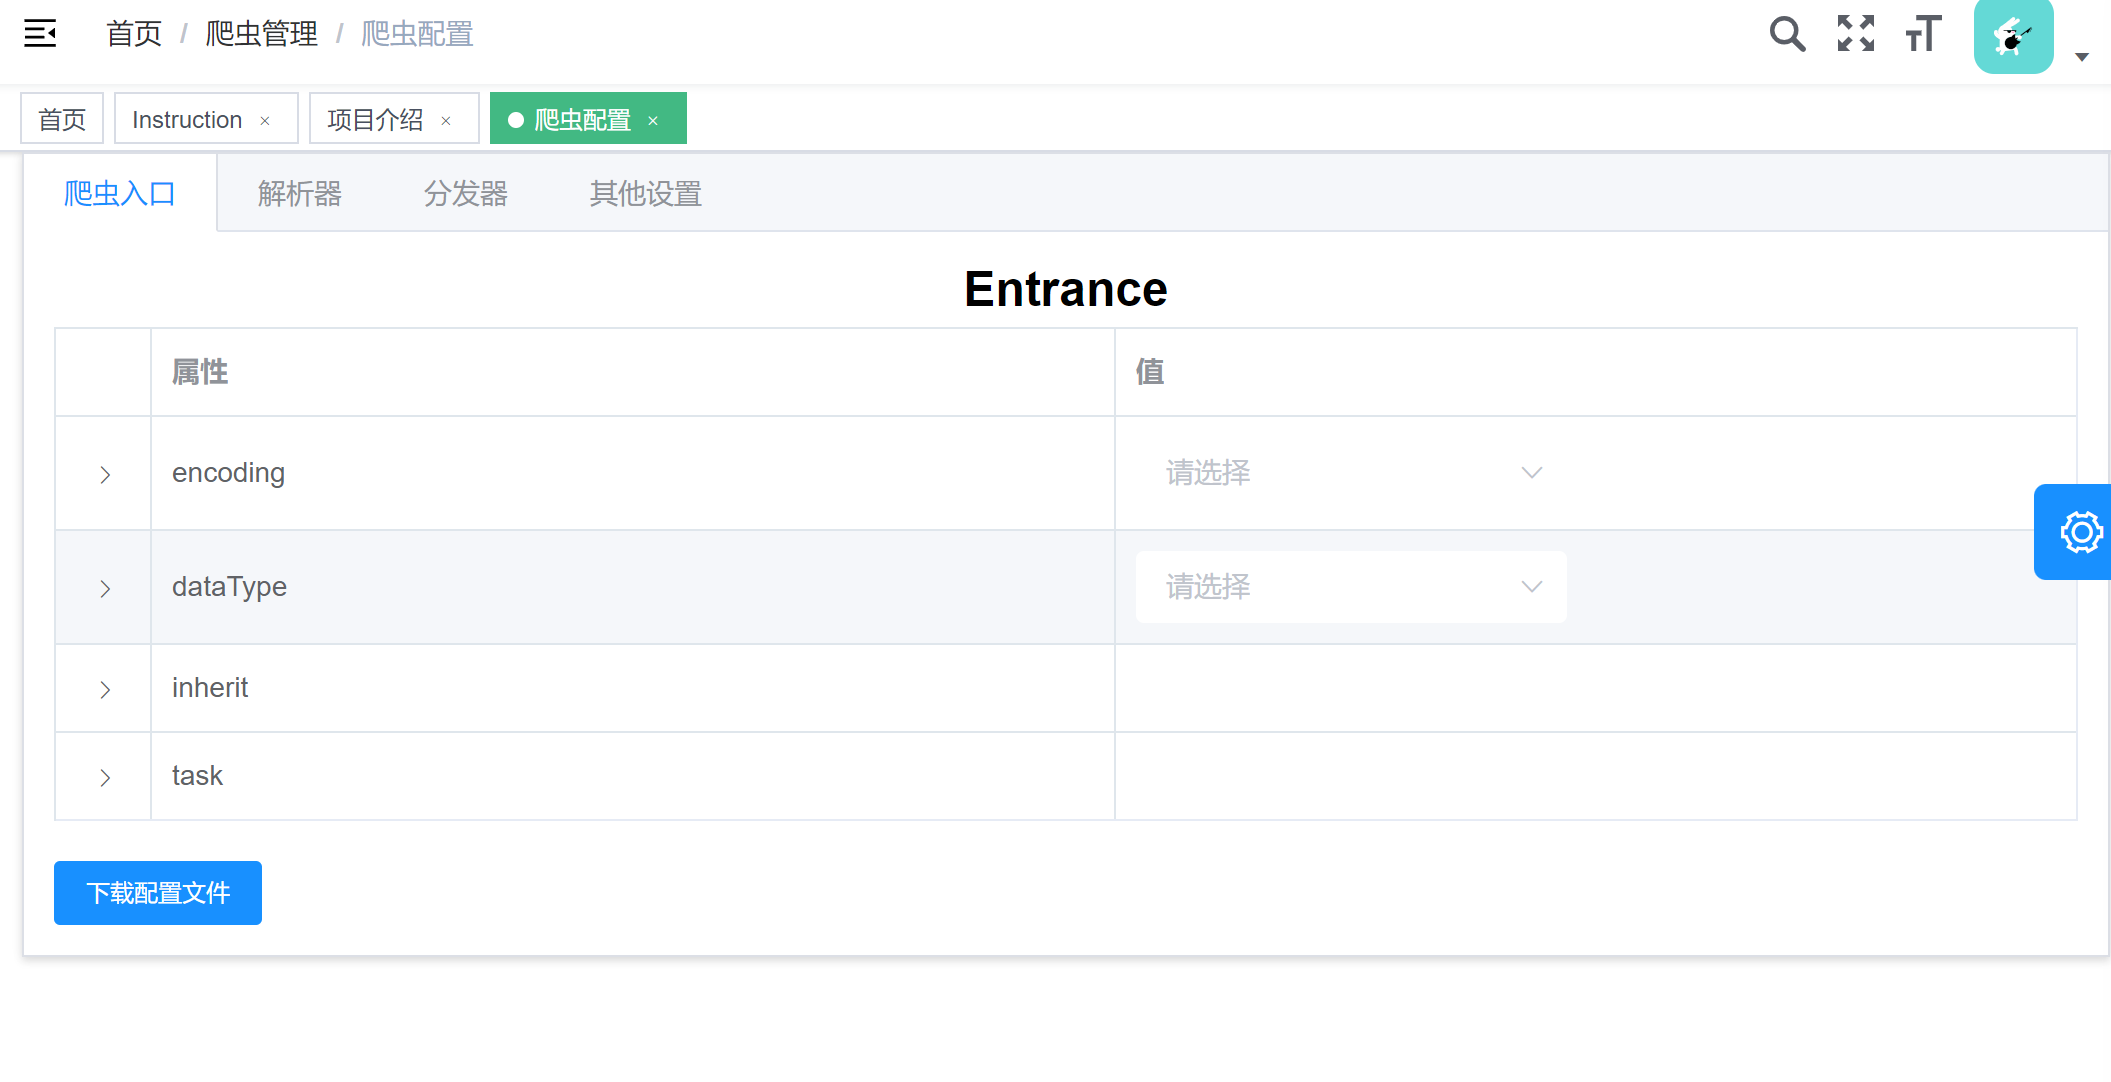 首页 / 爬虫管理 / 爬虫配置
首页 Instruction × 项目介绍 × 爬虫配置 ×
爬虫入口 解析器 分发器 其他设置
Entrance
属性 值
encoding 请选择
dataType 请选择
inherit
task
下载配置文件